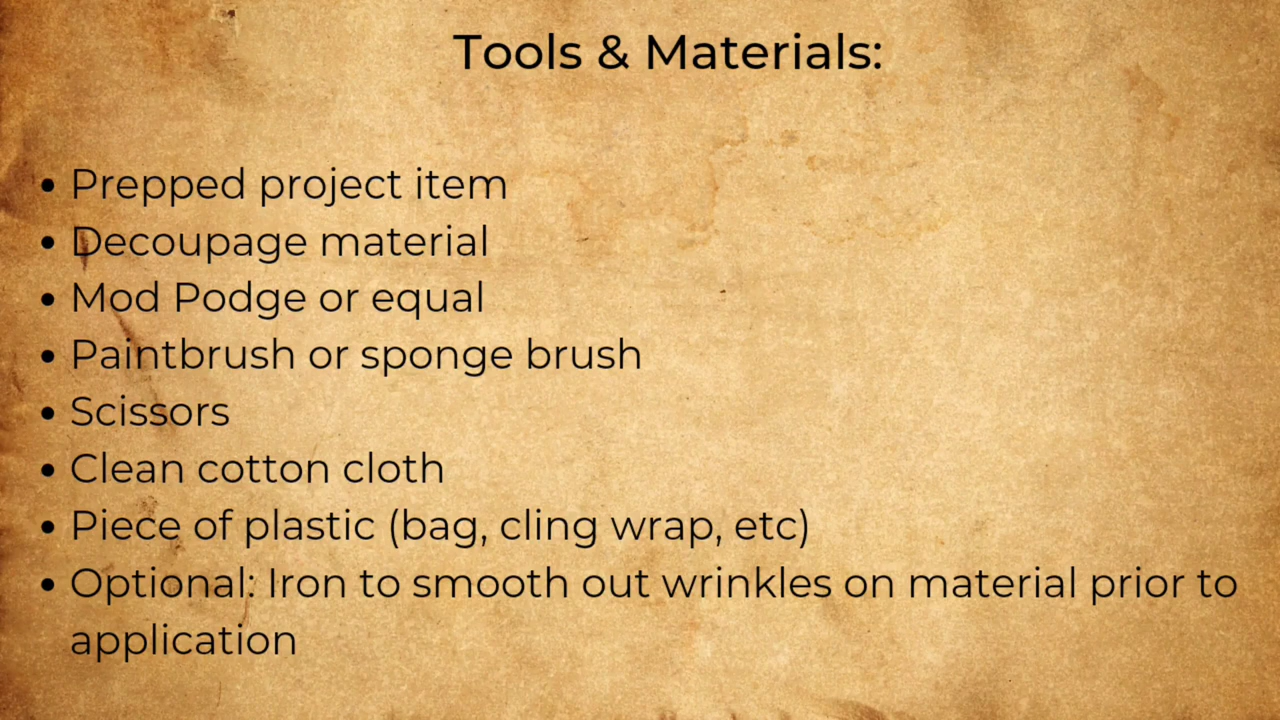 Tools & Materials:
• Prepped project item
• Decoupage material
• Mod Podge or equal
• Paintbrush or sponge brush
• Scissors
• Clean cotton cloth
• Piece of plastic (bag, cling wrap, etc)
• Optional: Iron to smooth out wrinkles on material prior to
application